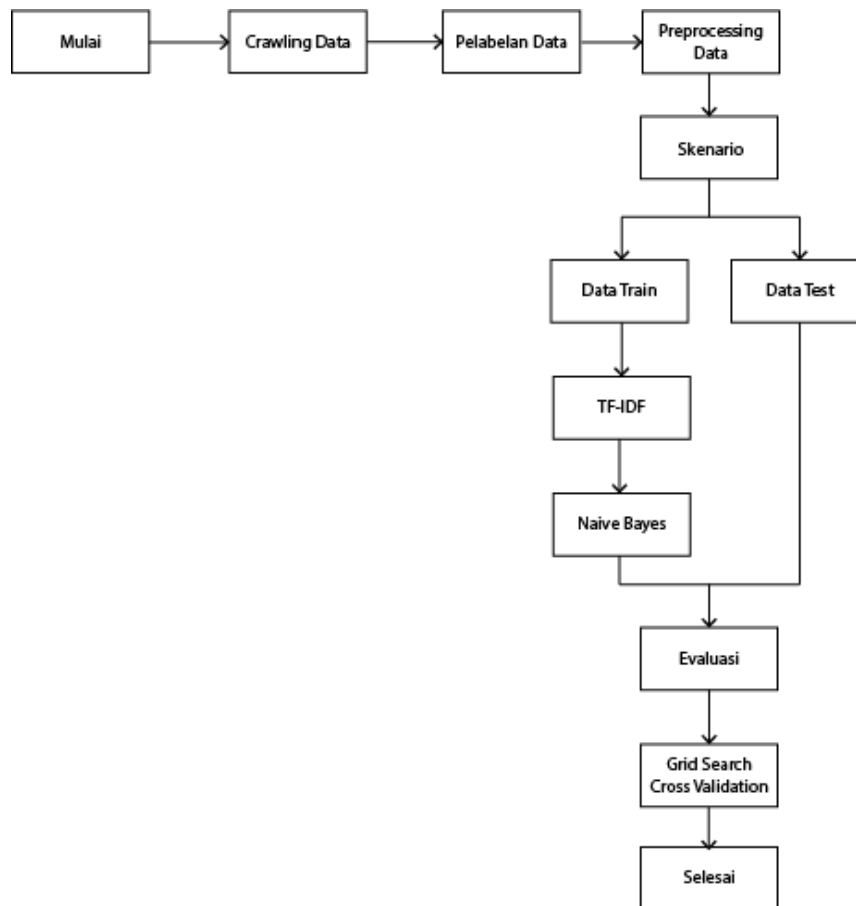 Mulai
Crawling Data
Pelabelan Data
Preprocessing
Data
Skenario
Data Train
Data Test
TF-IDF
Naive Bayes
Evaluasi
Grid Search
Cross Validation
Selesai